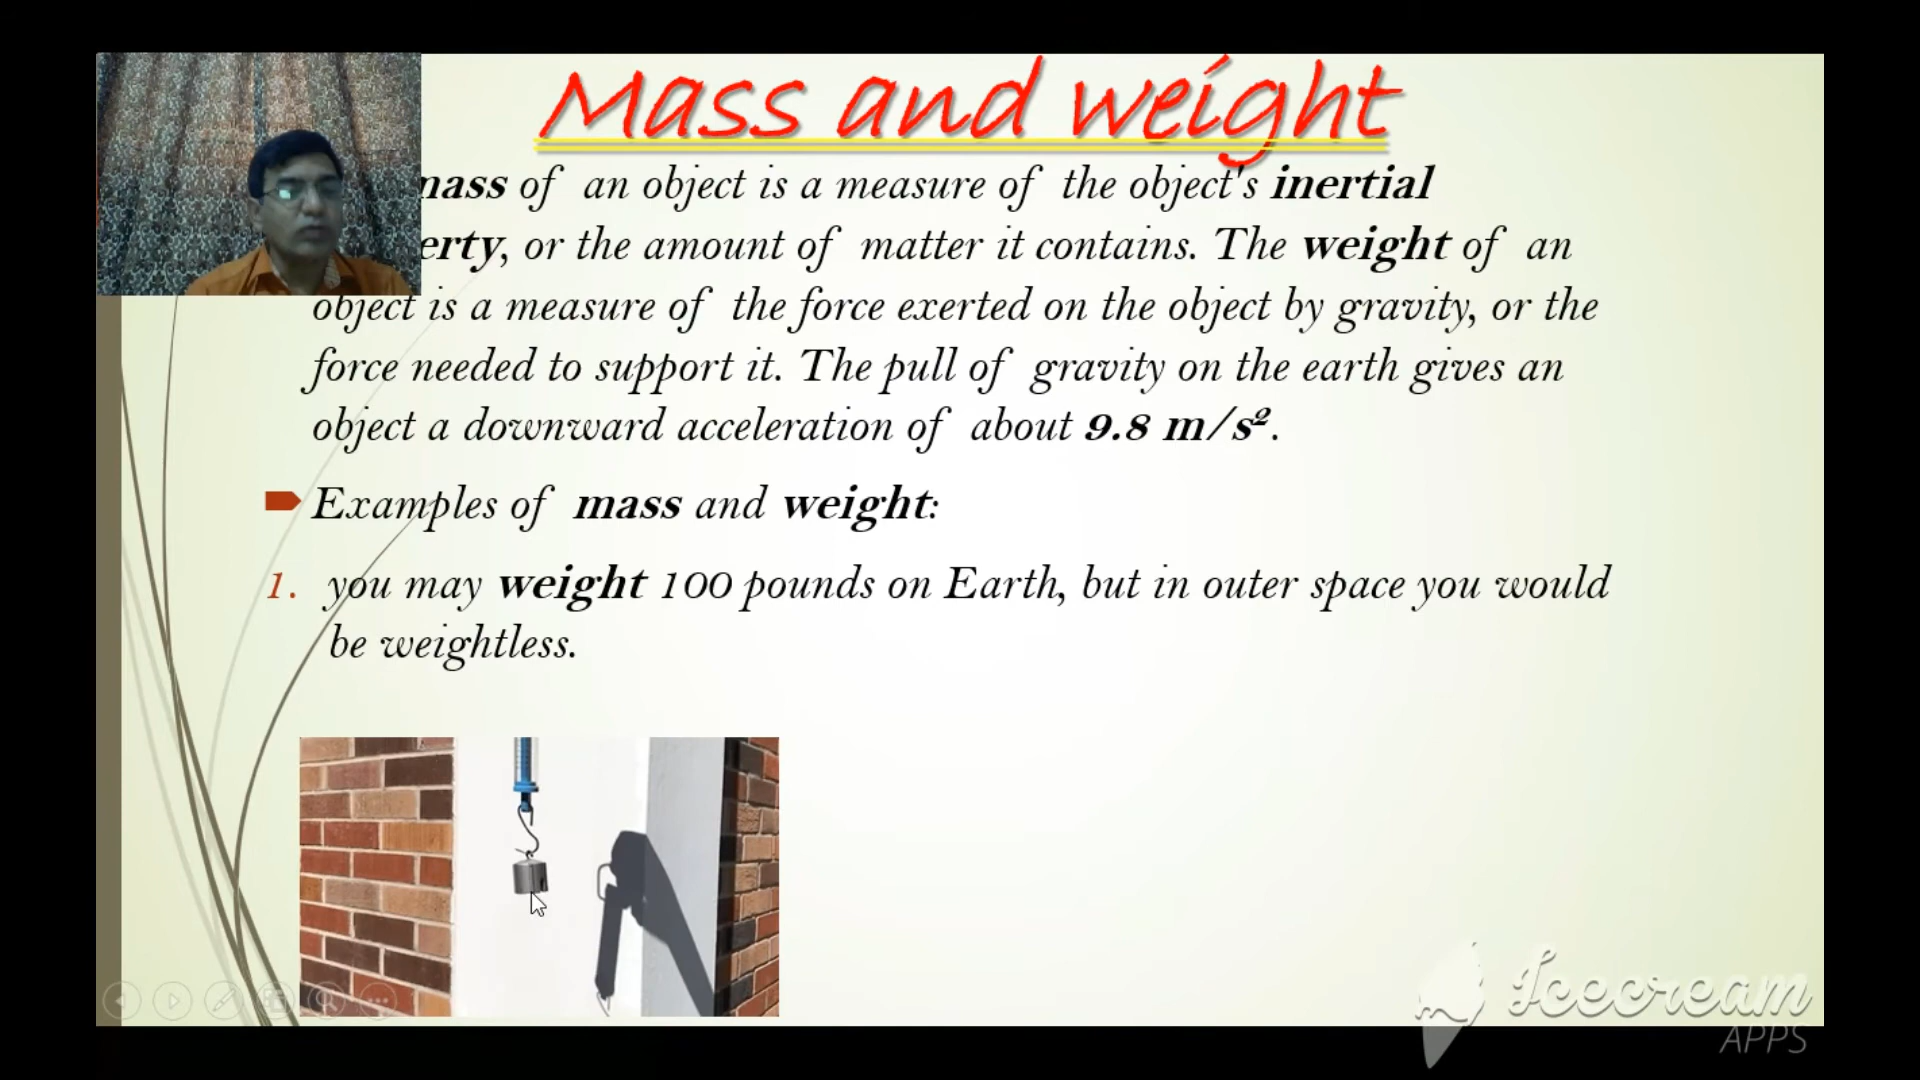 Mass and weight
mass of an object is a measure of the object's inertial
erty, or the amount of matter it contains. The weight of an
object is a measure of the force exerted on the object by gravity, or the
force needed to support it. The pull of gravity on the earth gives an
object a downward acceleration of about 9.8 m/s².
Examples of mass and weight:
1. you may weight 100 pounds on Earth, but in outer space you would
be weightless.
Icecream
APPS